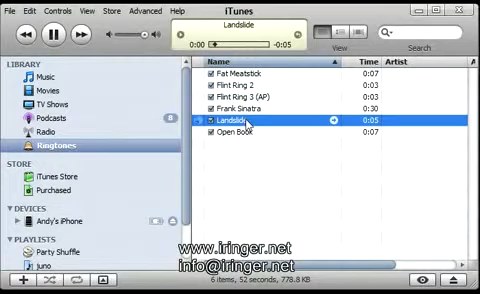 File Edit Controls View Store Advanced Help iTunes
Landslide
0:00 -0:05
View Search
LIBRARY
Music
Movies
TV Shows
Podcasts 8
Radio
Ringtones
STORE
iTunes Store
Purchased
DEVICES
Andy's iPhone
PLAYLISTS
Party Shuffle
juno
Name Time Artist A
Fat Meatstick 0:07
Flint Ring 2 0:03
Flint Ring 3 (AP) 0:03
Frank Sinatra 0:30
Landslide 0:05
Open Book 0:07
www.iringer.net
info@iringer.net
6 items, 52 seconds, 778.8 KB